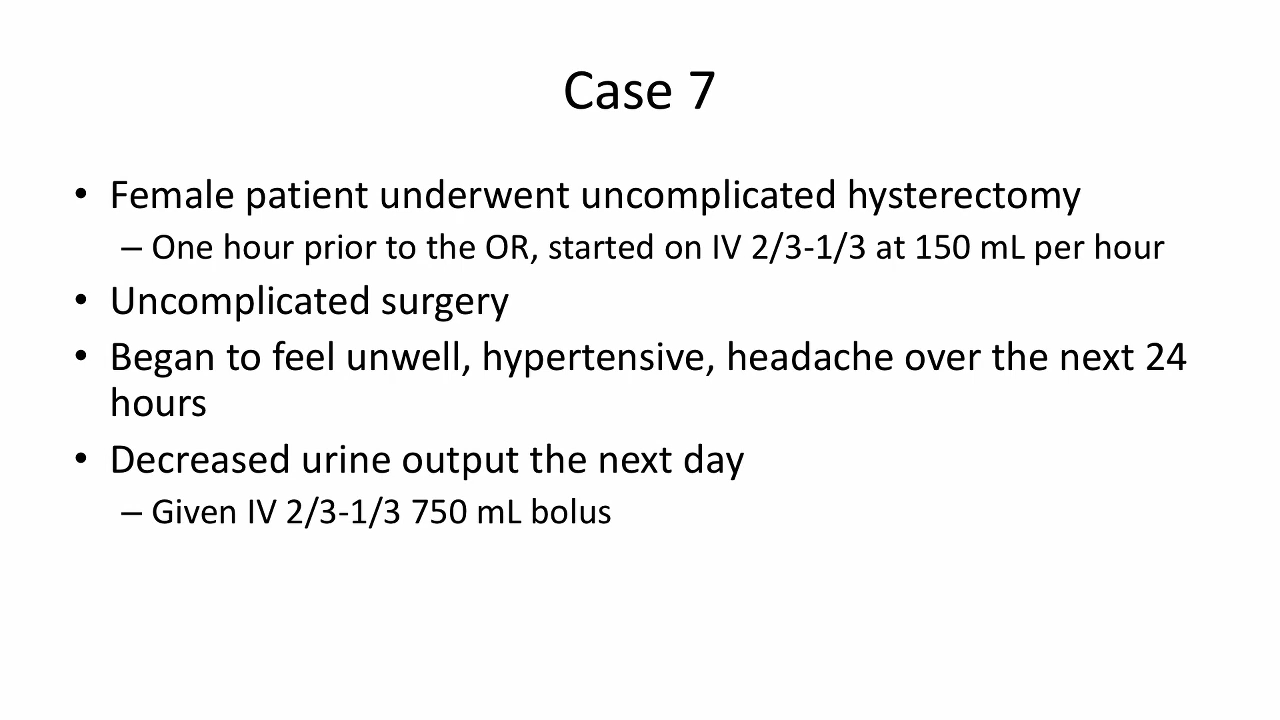 Case 7
• Female patient underwent uncomplicated hysterectomy
– One hour prior to the OR, started on IV 2/3-1/3 at 150 mL per hour
• Uncomplicated surgery
• Began to feel unwell, hypertensive, headache over the next 24
hours
• Decreased urine output the next day
– Given IV 2/3-1/3 750 mL bolus